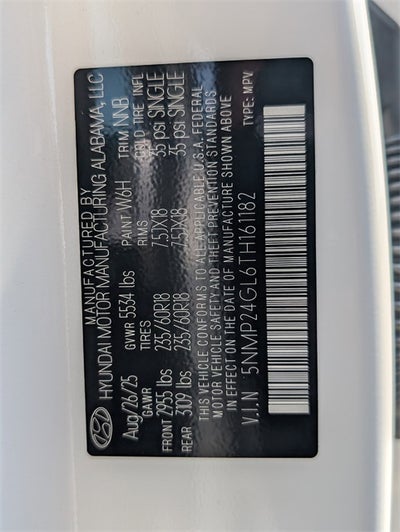 MANUFACTURED BY
HYUNDAI MOTOR MANUFACTURING ALABAMA, LLC
Aug/26/25 GVWR 5534 lbs PAINT W6H TRIM NNB
GAWR TIRES RIMS COLD TIRE INFL
FRONT 2955 lbs 235/60R18 7.5JX18 35 psi SINGLE
REAR 3109 lbs 235/60R18 7.5JX18 35 psi SINGLE
THIS VEHICLE CONFORMS TO ALL APPLICABLE U.S.A. FEDERAL
MOTOR VEHICLE SAFETY AND THEFT PREVENTION STANDARDS
IN EFFECT ON THE DATE OF MANUFACTURE SHOWN ABOVE
V.I.N 5NMP24GL6TH161182 TYPE: MPV